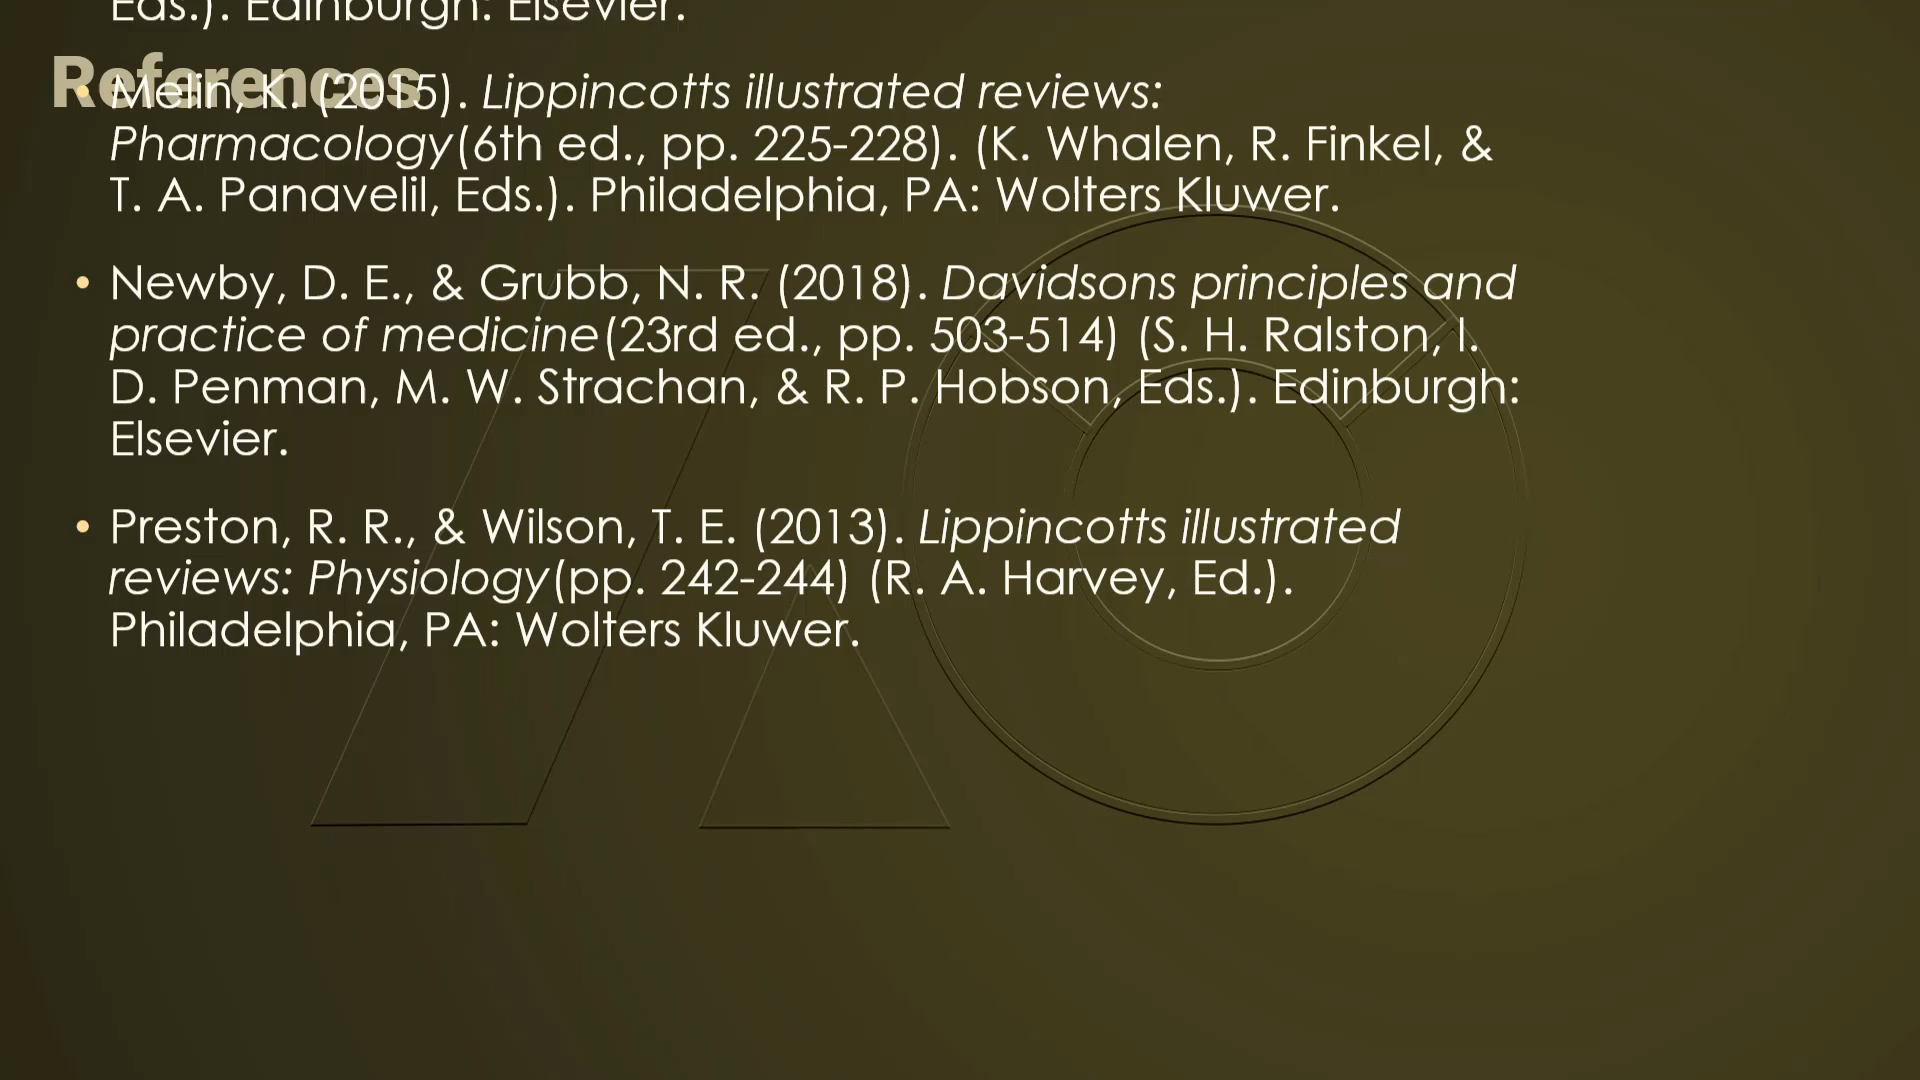 Eds.). Edinburgh: Elsevier.
References
• Melin, K. (2015). Lippincotts illustrated reviews:
Pharmacology(6th ed., pp. 225-228). (K. Whalen, R. Finkel, &
T. A. Panavelil, Eds.). Philadelphia, PA: Wolters Kluwer.
• Newby, D. E., & Grubb, N. R. (2018). Davidsons principles and
practice of medicine(23rd ed., pp. 503-514) (S. H. Ralston, I.
D. Penman, M. W. Strachan, & R. P. Hobson, Eds.). Edinburgh:
Elsevier.
• Preston, R. R., & Wilson, T. E. (2013). Lippincotts illustrated
reviews: Physiology(pp. 242-244) (R. A. Harvey, Ed.).
Philadelphia, PA: Wolters Kluwer.